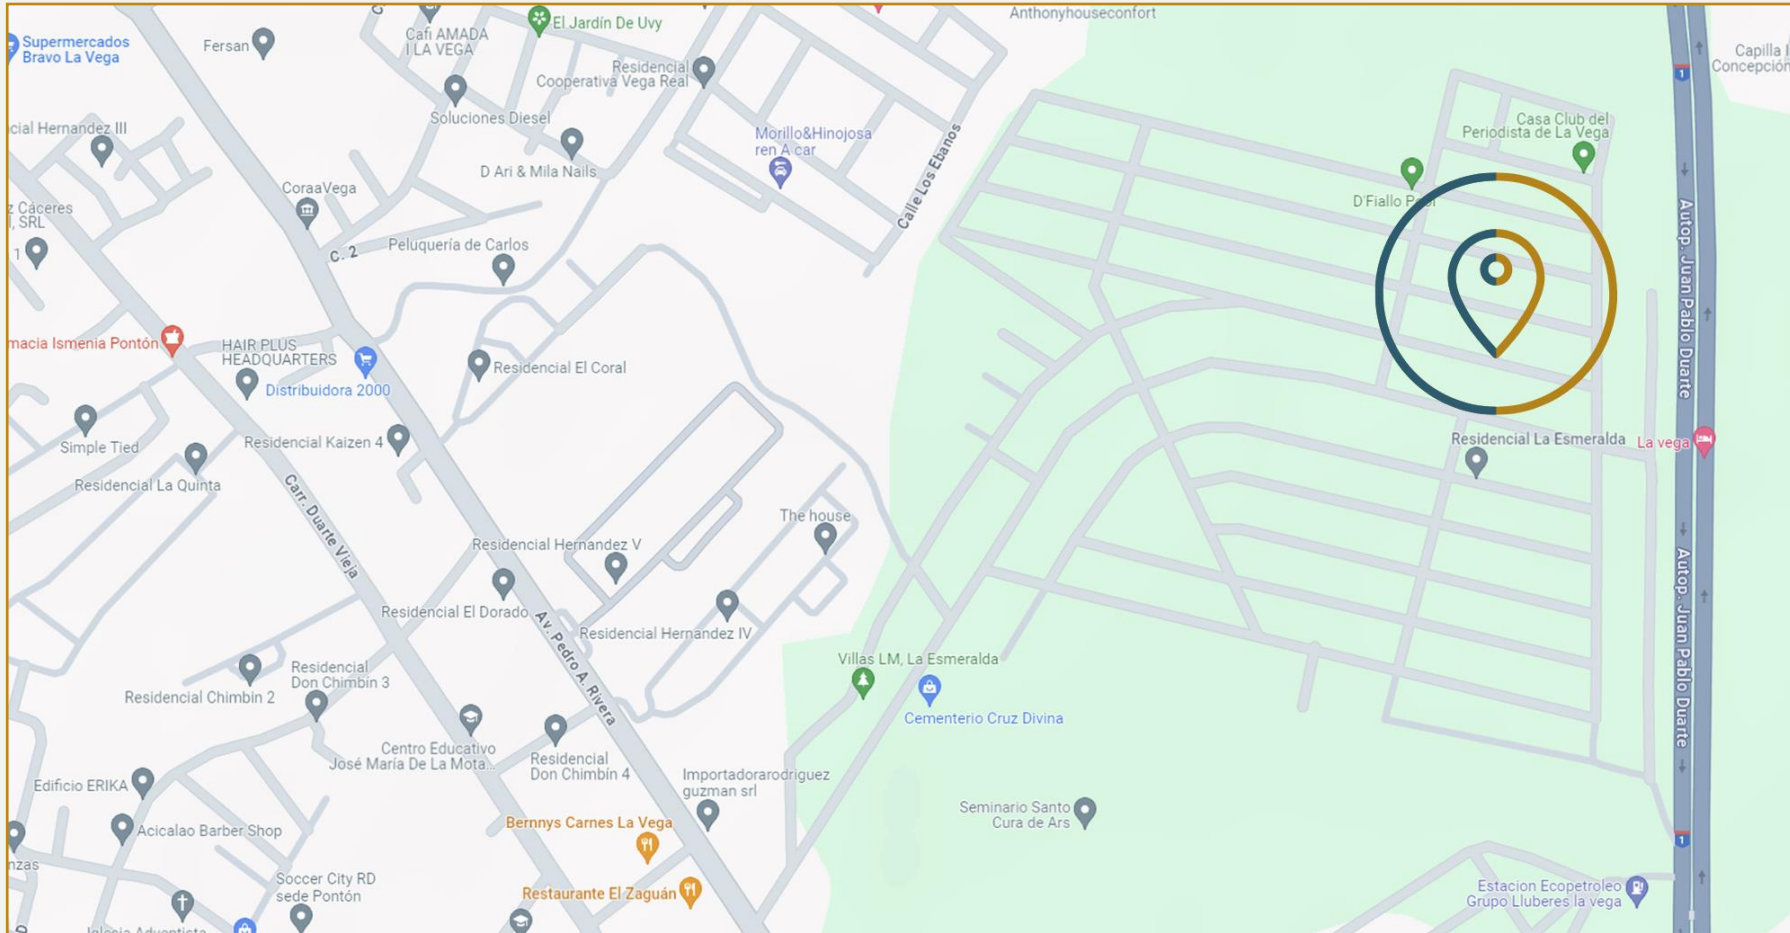 Anthonyhouseconfort
El Jardín De Uvy
Supermercados
Bravo La Vega
Fersan
Cafi AMADA
I LA VEGA
Residencial
Cooperativa Vega Real
Capilla
Concepción
1
Soluciones Diesel
cial Hernandez III
Morillo&Hinojosa
ren A car
Casa Club del
Periodista de La Vega
D Ari & Mila Nails
Calle Los Ebanos
CoraaVega
D'Fiallo Pool
z Cáceres
, SRL
1
C. 2
Peluquería de Carlos
Autop. Juan Pablo Duarte
macia Ismenia Pontón
HAIR PLUS
HEADQUARTERS
Distribuidora 2000
Residencial El Coral
Simple Tied
Residencial Kaizen 4
Residencial La Esmeralda
La vega
Residencial La Quinta
Carr. Duarte Vieja
The house
Residencial Hernandez V
Residencial El Dorado
Av. Pedro A. Rivera
Residencial Hernandez IV
Autop. Juan Pablo Duarte
Villas LM, La Esmeralda
Residencial
Don Chimbin 3
Residencial Chimbin 2
Cementerio Cruz Divina
Centro Educativo
José María De La Mota...
Residencial
Don Chimbín 4
Importadorarodriguez
guzman srl
Edificio ERIKA
Seminario Santo
Cura de Ars
Bernnys Carnes La Vega
Acicalao Barber Shop
1
nzas
Soccer City RD
sede Pontón
Restaurante El Zaguán
Estacion Ecopetroleo
Grupo Lluberes la vega
Iglesia Adventista